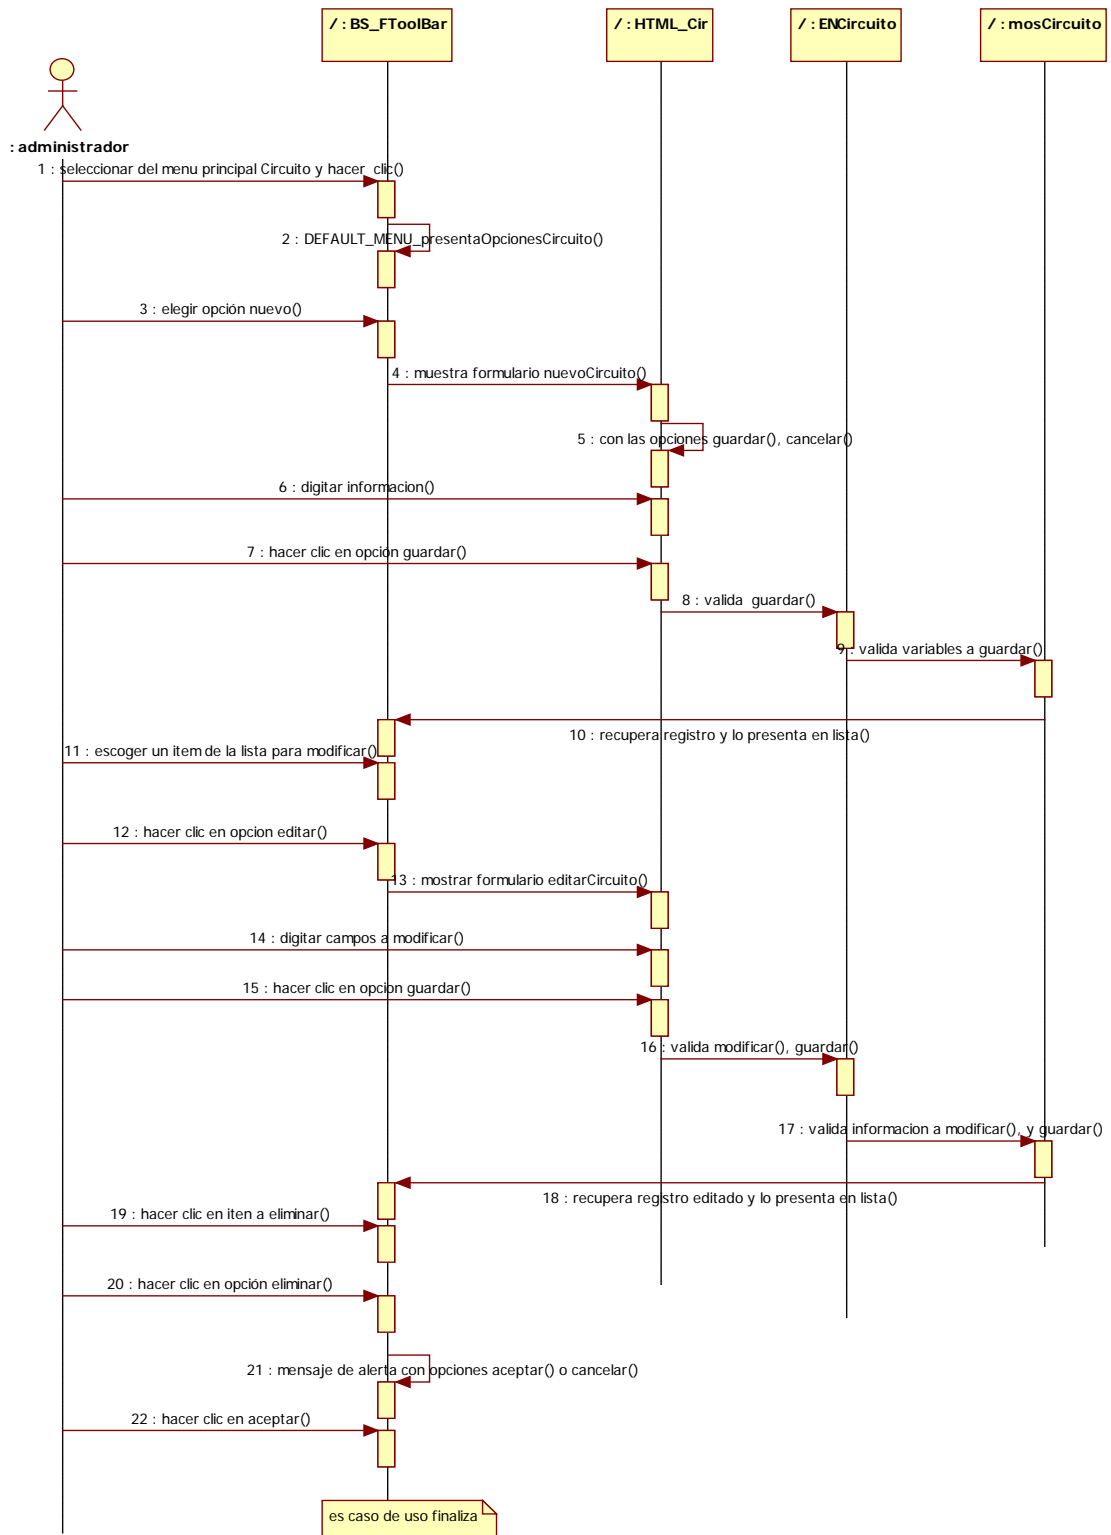 / : BS_FToolBar
/ : HTML_Cir
/ : ENCircuito
/ : mosCircuito
: administrador
1 : seleccionar del menu principal Circuito y hacer clic()
2 : DEFAULT_MENU_presentaOpcionesCircuito()
3 : elegir opción nuevo()
4 : muestra formulario nuevoCircuito()
5 : con las opciones guardar(), cancelar()
6 : digitar informacion()
7 : hacer clic en opción guardar()
8 : valida guardar()
9 : valida variables a guardar()
10 : recupera registro y lo presenta en lista()
11 : escoger un item de la lista para modificar()
12 : hacer clic en opcion editar()
13 : mostrar formulario editarCircuito()
14 : digitar campos a modificar()
15 : hacer clic en opcion guardar()
16 : valida modificar(), guardar()
17 : valida informacion a modificar(), y guardar()
18 : recupera registro editado y lo presenta en lista()
19 : hacer clic en iten a eliminar()
20 : hacer clic en opción eliminar()
21 : mensaje de alerta con opciones aceptar() o cancelar()
22 : hacer clic en aceptar()
es caso de uso finaliza